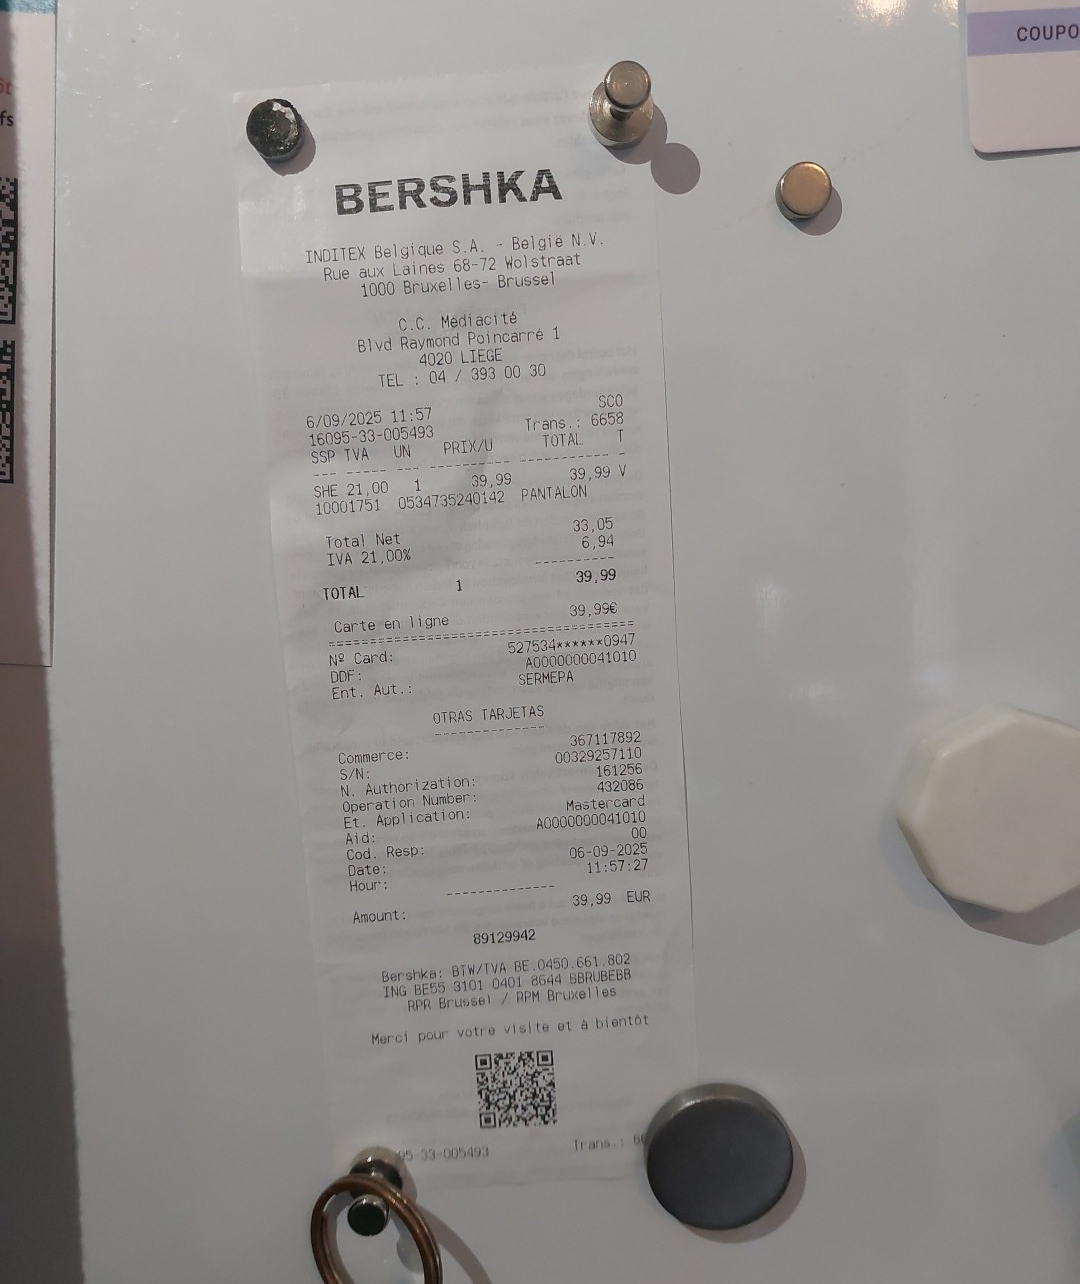 COUPO
ôt
fs
BERSHKA
INDITEX Belgique S.A. - België N.V.
Rue aux Laines 68-72 Wolstraat
1000 Bruxelles- Brussel
C.C. Médiacité
Blvd Raymond Poincarré 1
4020 LIEGE
TEL : 04 / 393 00 30
6/09/2025 11:57 SCO
16095-33-005493 Trans.: 6658
SSP TVA UN PRIX/U TOTAL T
--- ----- --- ---------- ----------- -
SHE 21,00 1 39,99 39,99 V
10001751 0534735240142 PANTALON
Total Net 33,05
IVA 21,00% 6,94
----------
TOTAL 1 39,99
Carte en ligne 39,99€
======================================
Nº Card: 527534******0947
DDF: A0000000041010
Ent. Aut.: SERMEPA
OTRAS TARJETAS
--------------
Commerce: 367117892
S/N: 00329257110
N. Authorization: 161256
Operation Number: 432086
Et. Application: Mastercard
Aid: A0000000041010
Cod. Resp: 00
Date: 06-09-2025
Hour: 11:57:27
--------------
Amount: 39,99 EUR
89129942
Bershka: BTW/TVA BE.0450.661.802
ING BE55 3101 0401 8644 BBRUBEBB
RPR Brussel / RPM Bruxelles
Merci pour votre visite et à bientôt
95-33-005493 Trans.: 66